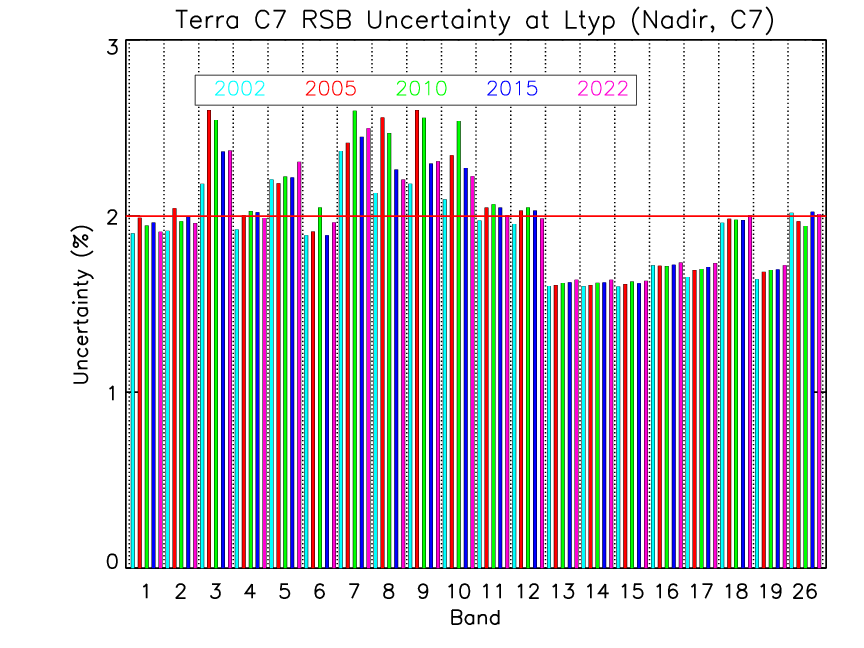 Terra C7 RSB Uncertainty at Ltyp (Nadir, C7)
3
2002 2005 2010 2015 2022
2
Uncertainty (%)
1
0
1 2 3 4 5 6 7 8 9 10 11 12 13 14 15 16 17 18 19 26
Band